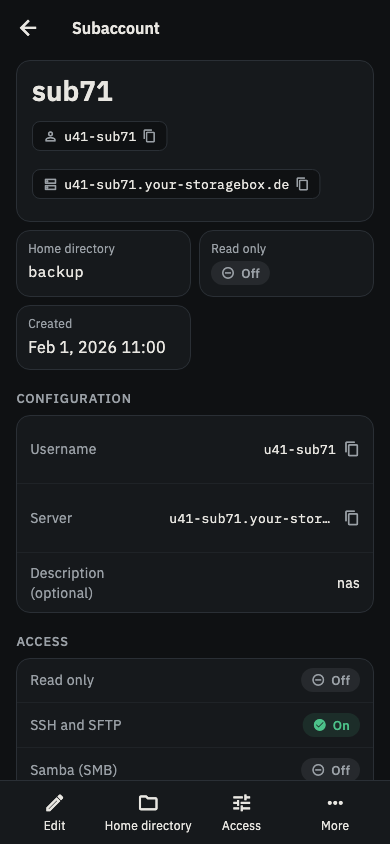 Subaccount
sub71
u41-sub71
u41-sub71.your-storagebox.de
Home directory
backup
Read only
Off
Created
Feb 1, 2026 11:00
CONFIGURATION
Username
u41-sub71
Server
u41-sub71.your-stor…
Description
(optional)
nas
ACCESS
Read only
Off
SSH and SFTP
On
Samba (SMB)
Off
Edit
Home directory
Access
More